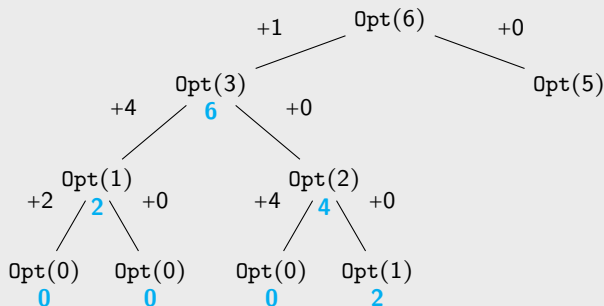 Opt(6)
+1 +0
Opt(3) Opt(5)
6
+4 +0
Opt(1) Opt(2)
2 4
+2 +0 +4 +0
Opt(0) Opt(0) Opt(0) Opt(1)
0 0 0 2